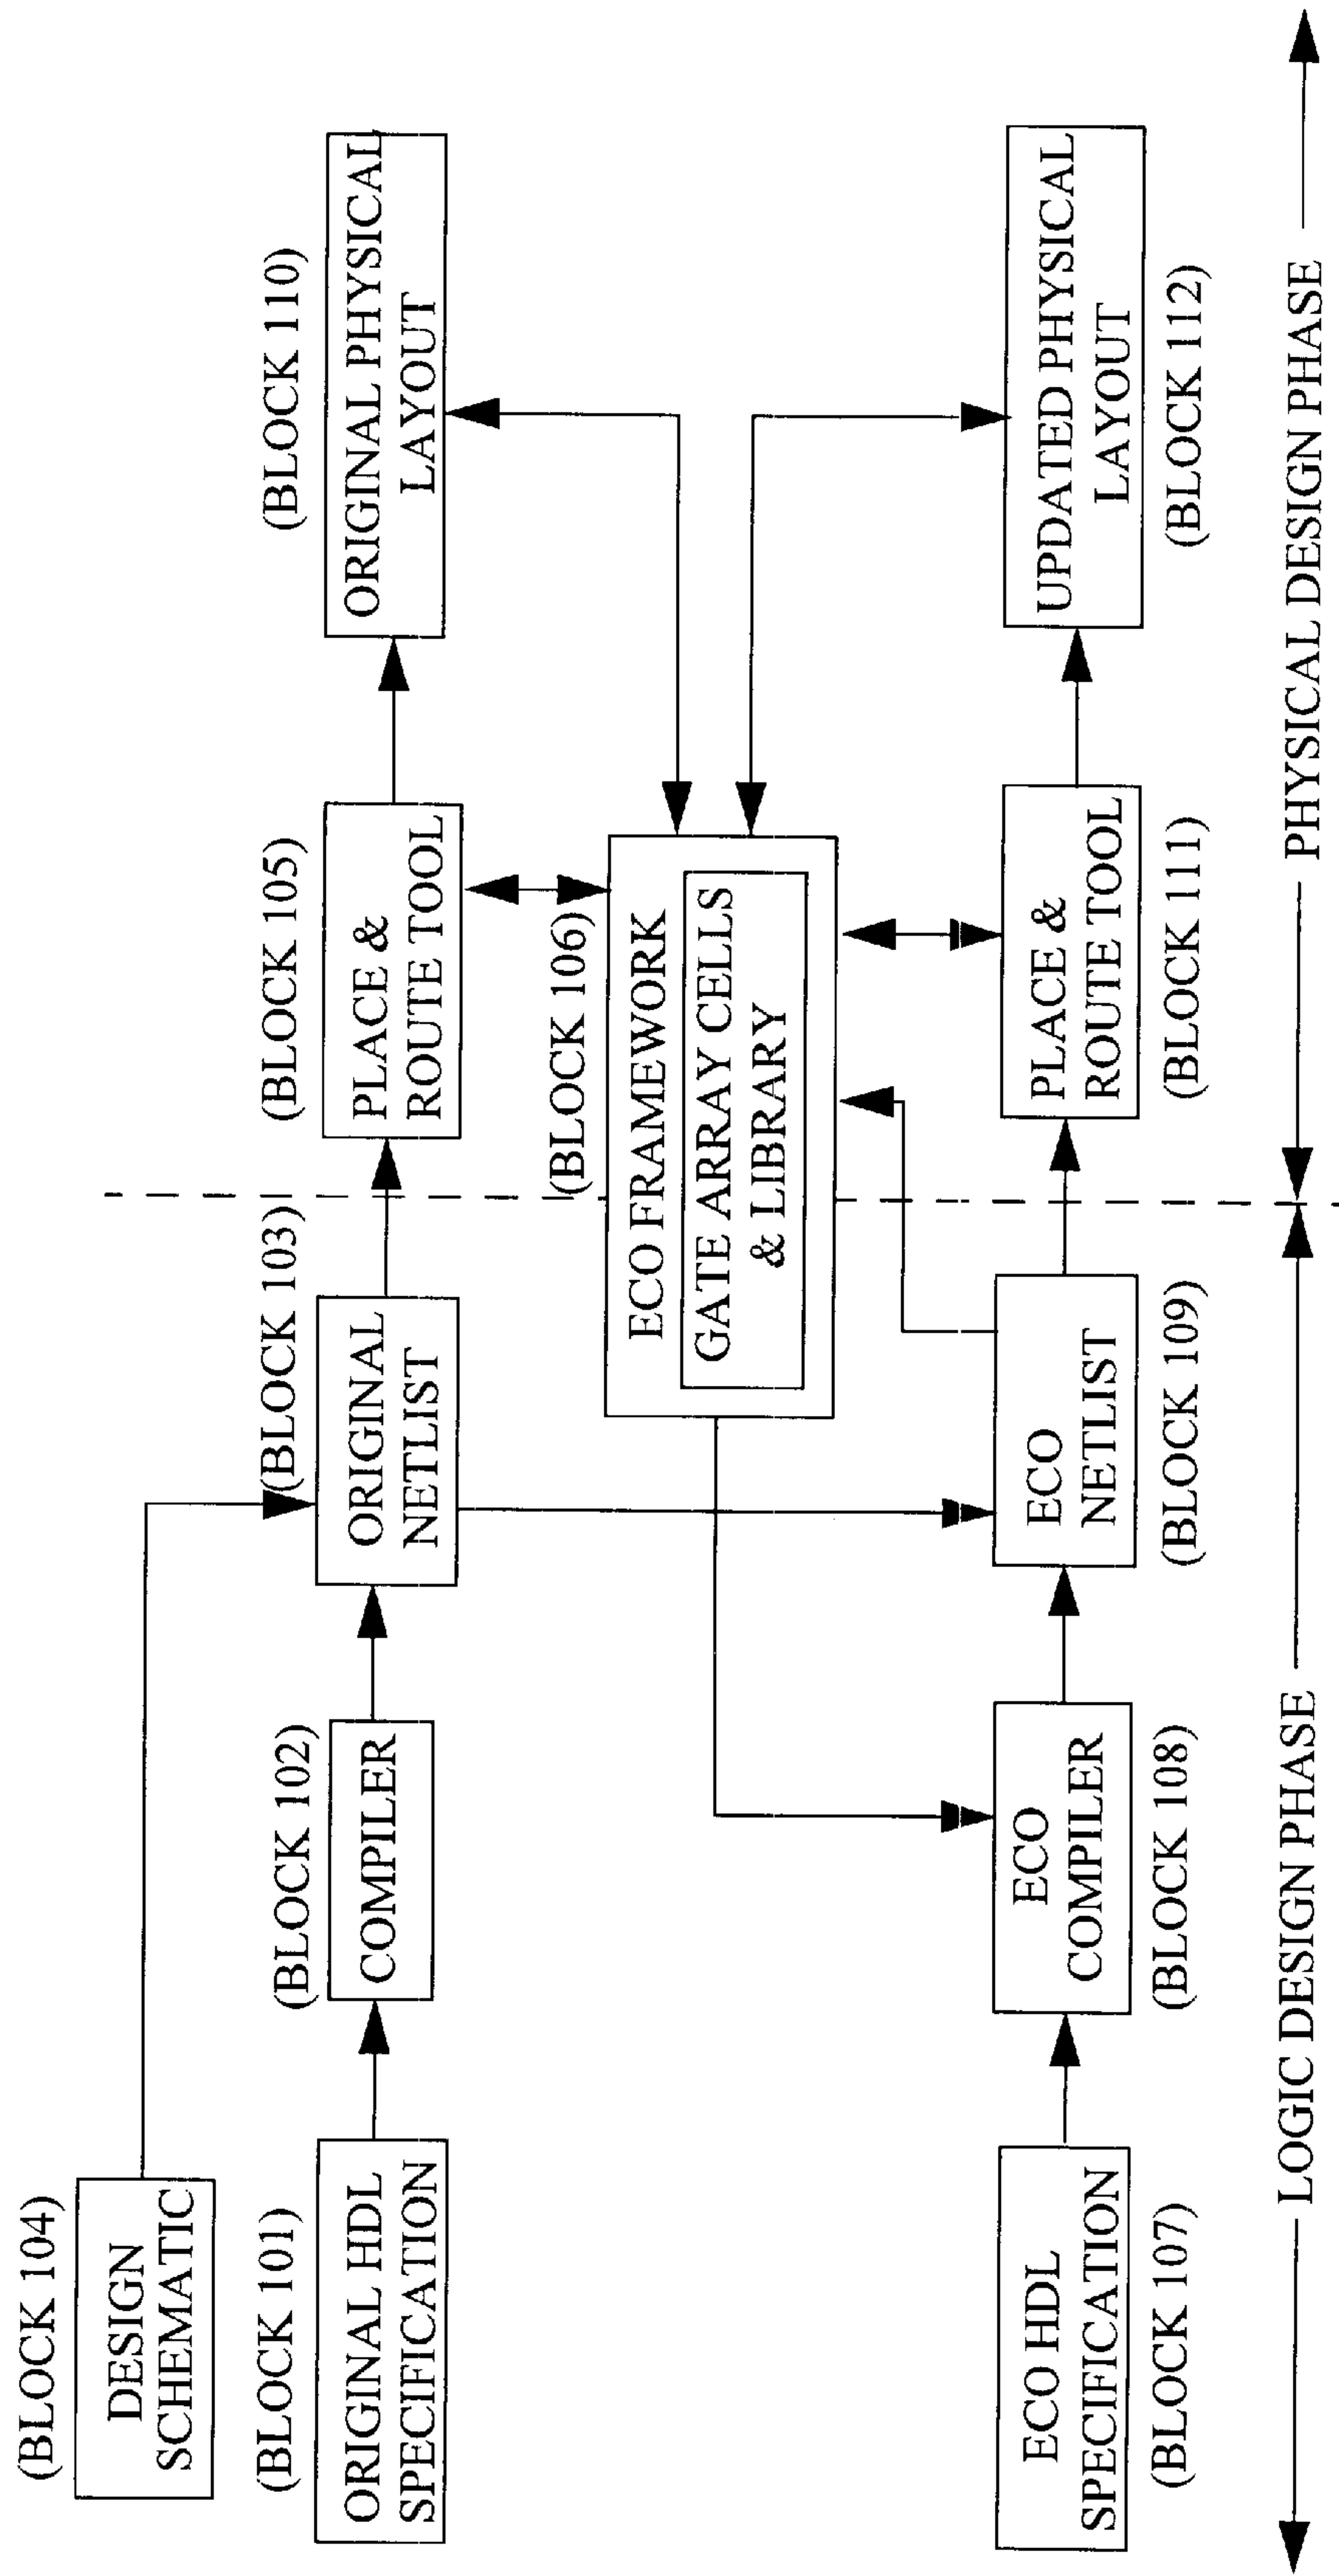 (BLOCK 104)
DESIGN
SCHEMATIC
(BLOCK 101)
ORIGINAL HDL
SPECIFICATION
(BLOCK 102)
COMPILER
(BLOCK 103)
ORIGINAL
NETLIST
(BLOCK 105)
PLACE &
ROUTE TOOL
(BLOCK 110)
ORIGINAL PHYSICAL
LAYOUT
(BLOCK 106)
ECO FRAMEWORK
GATE ARRAY CELLS
& LIBRARY
ECO HDL
SPECIFICATION
(BLOCK 107)
ECO
COMPILER
(BLOCK 108)
ECO
NETLIST
(BLOCK 109)
PLACE &
ROUTE TOOL
(BLOCK 111)
UPDATED PHYSICAL
LAYOUT
(BLOCK 112)
LOGIC DESIGN PHASE
PHYSICAL DESIGN PHASE